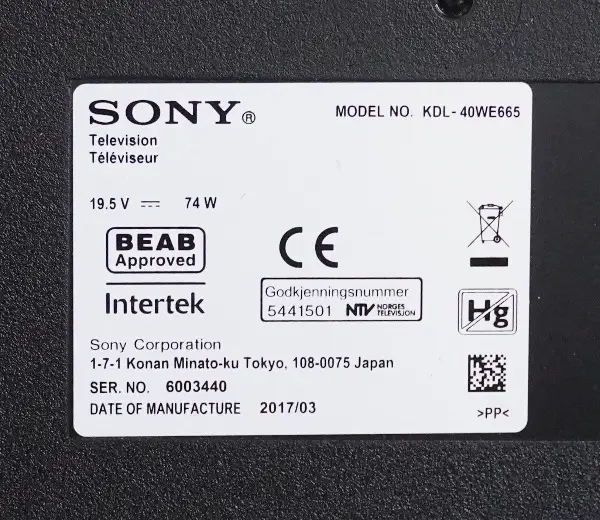 SONY®
MODEL NO. KDL-40WE665
Television
Téléviseur
19.5 V ⎓ 74 W
BEAB
Approved
Intertek
CE
Godkjenningsnummer
5441501 NTV NORGES
TELEVISJON
Hg
Sony Corporation
1-7-1 Konan Minato-ku Tokyo, 108-0075 Japan
SER. NO. 6003440
DATE OF MANUFACTURE 2017/03
>PP<